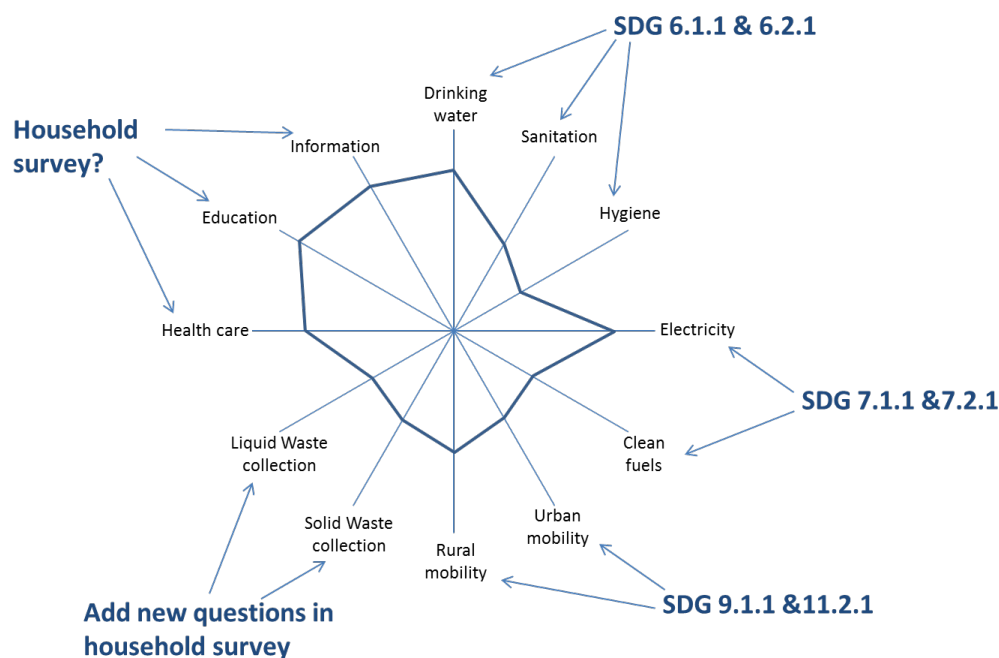 SDG 6.1.1 & 6.2.1
Drinking
water
Sanitation
Hygiene
Household
survey?
Information
Education
Health care
Electricity
SDG 7.1.1 &7.2.1
Clean
fuels
Liquid Waste
collection
Solid Waste
collection
Rural
mobility
Urban
mobility
SDG 9.1.1 &11.2.1
Add new questions in
household survey